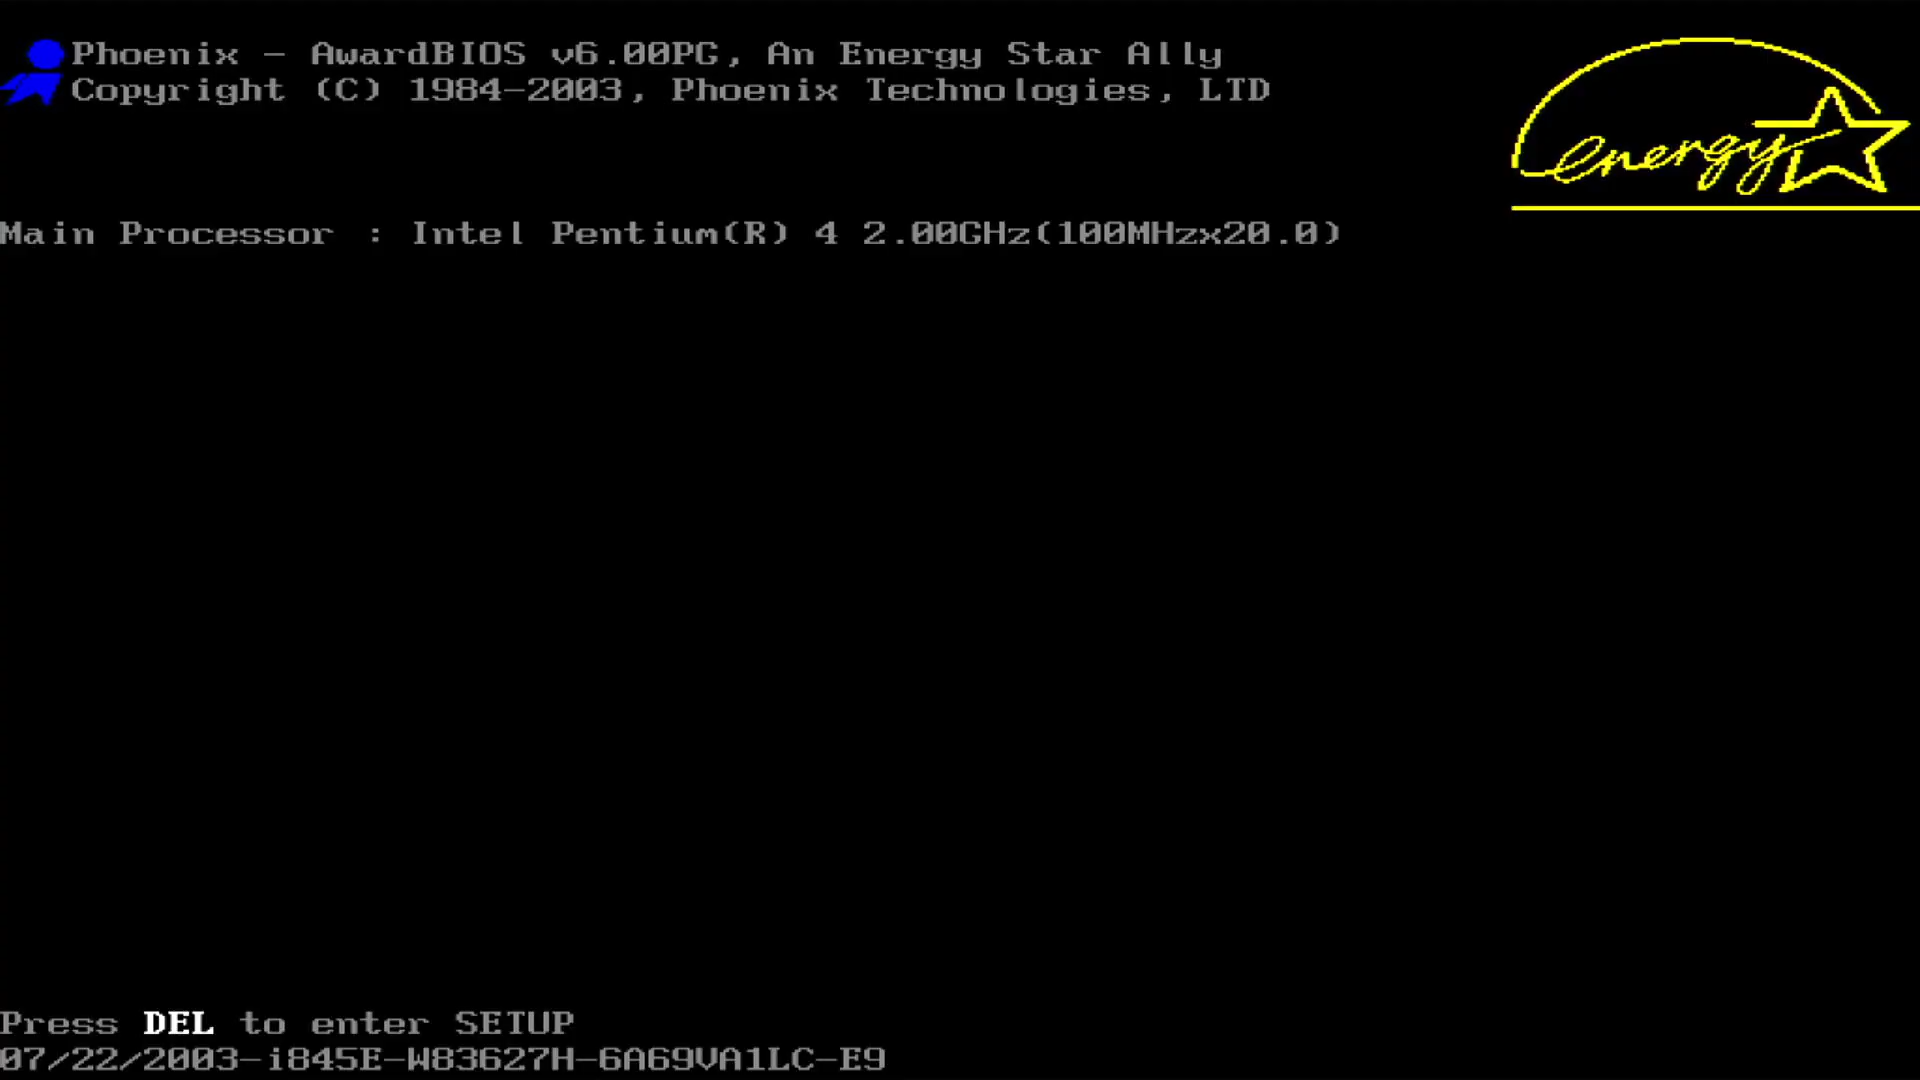 Phoenix - AwardBIOS v6.00PG, An Energy Star Ally
Copyright (C) 1984-2003, Phoenix Technologies, LTD
energy
Main Processor : Intel Pentium(R) 4 2.00GHz(100MHzx20.0)
Press DEL to enter SETUP
07/22/2003-i845E-W83627H-6A69VA1LC-E9